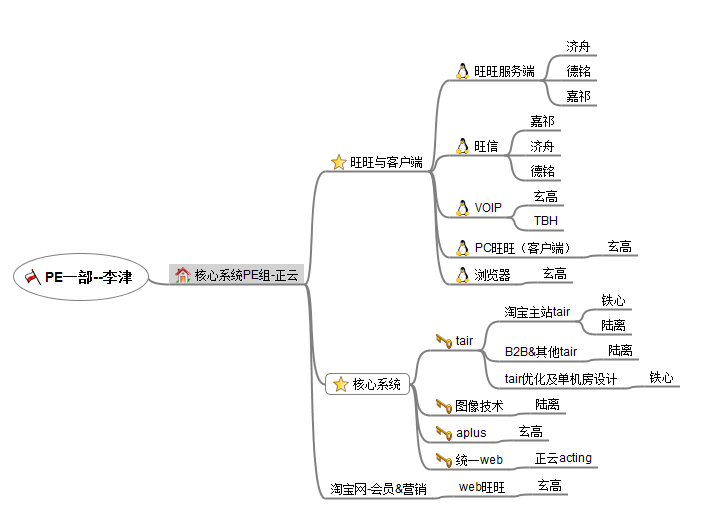 PE一部--李津
核心系统PE组-正云
旺旺与客户端
旺旺服务端
济舟
德铭
嘉祁
旺信
嘉祁
济舟
德铭
VOIP
玄高
TBH
PC旺旺（客户端）
玄高
浏览器
玄高
核心系统
tair
淘宝主站tair
铁心
陆离
B2B&其他tair
陆离
tair优化及单机房设计
铁心
图像技术
陆离
aplus
玄高
统一web
正云acting
淘宝网-会员&营销
web旺旺
玄高